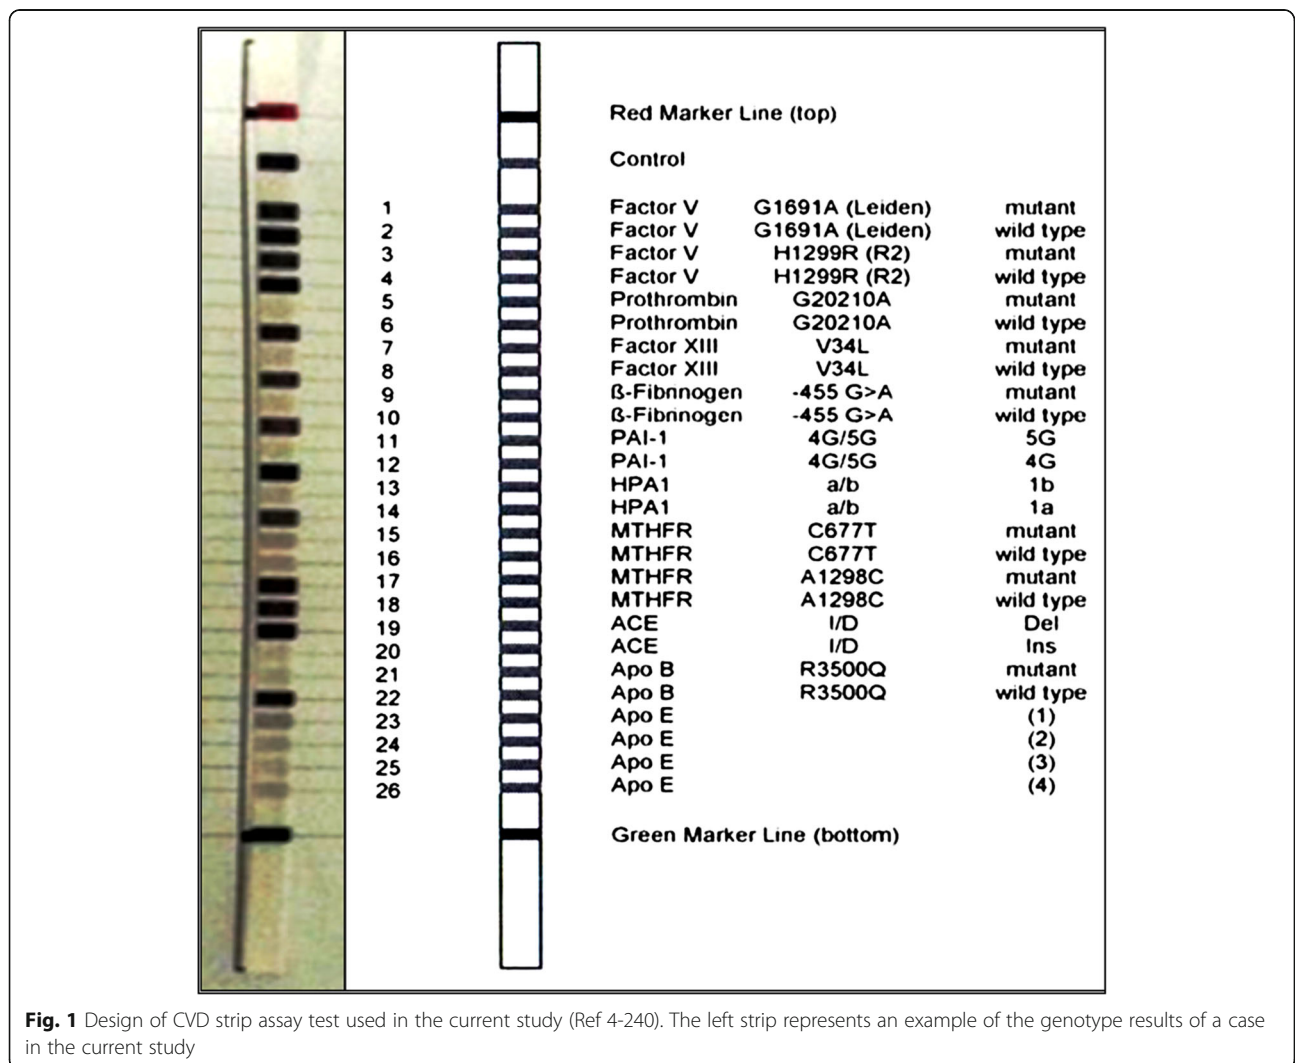 Red Marker Line (top)
Control
1 Factor V G1691A (Leiden) mutant
2 Factor V G1691A (Leiden) wild type
3 Factor V H1299R (R2) mutant
4 Factor V H1299R (R2) wild type
5 Prothrombin G20210A mutant
6 Prothrombin G20210A wild type
7 Factor XIII V34L mutant
8 Factor XIII V34L wild type
9 ß-Fibrinogen -455 G>A mutant
10 ß-Fibrinogen -455 G>A wild type
11 PAI-1 4G/5G 5G
12 PAI-1 4G/5G 4G
13 HPA1 a/b 1b
14 HPA1 a/b 1a
15 MTHFR C677T mutant
16 MTHFR C677T wild type
17 MTHFR A1298C mutant
18 MTHFR A1298C wild type
19 ACE I/D Del
20 ACE I/D Ins
21 Apo B R3500Q mutant
22 Apo B R3500Q wild type
23 Apo E (1)
24 Apo E (2)
25 Apo E (3)
26 Apo E (4)
Green Marker Line (bottom)
Fig. 1 Design of CVD strip assay test used in the current study (Ref 4-240). The left strip represents an example of the genotype results of a case
in the current study